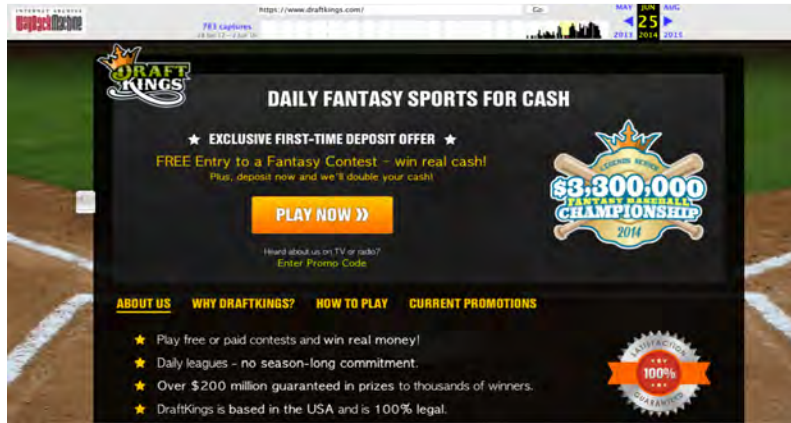 INTERNET ARCHIVE
WayBackMachine
https://www.draftkings.com/
Go
783 captures
MAY JUN AUG
25
2013 2014 2015
DRAFT
KINGS
DAILY FANTASY SPORTS FOR CASH
★ EXCLUSIVE FIRST-TIME DEPOSIT OFFER ★
FREE Entry to a Fantasy Contest – win real cash!
Plus, deposit now and we'll double your cash!
PLAY NOW »
Heard about us on TV or radio?
Enter Promo Code
LEGENDS SERIES
$3,300,000
FANTASY BASEBALL
CHAMPIONSHIP
2014
ABOUT US WHY DRAFTKINGS? HOW TO PLAY CURRENT PROMOTIONS
Play free or paid contests and win real money!
Daily leagues – no season-long commitment.
Over $200 million guaranteed in prizes to thousands of winners.
DraftKings is based in the USA and is 100% legal.
SATISFACTION
100%
GUARANTEED